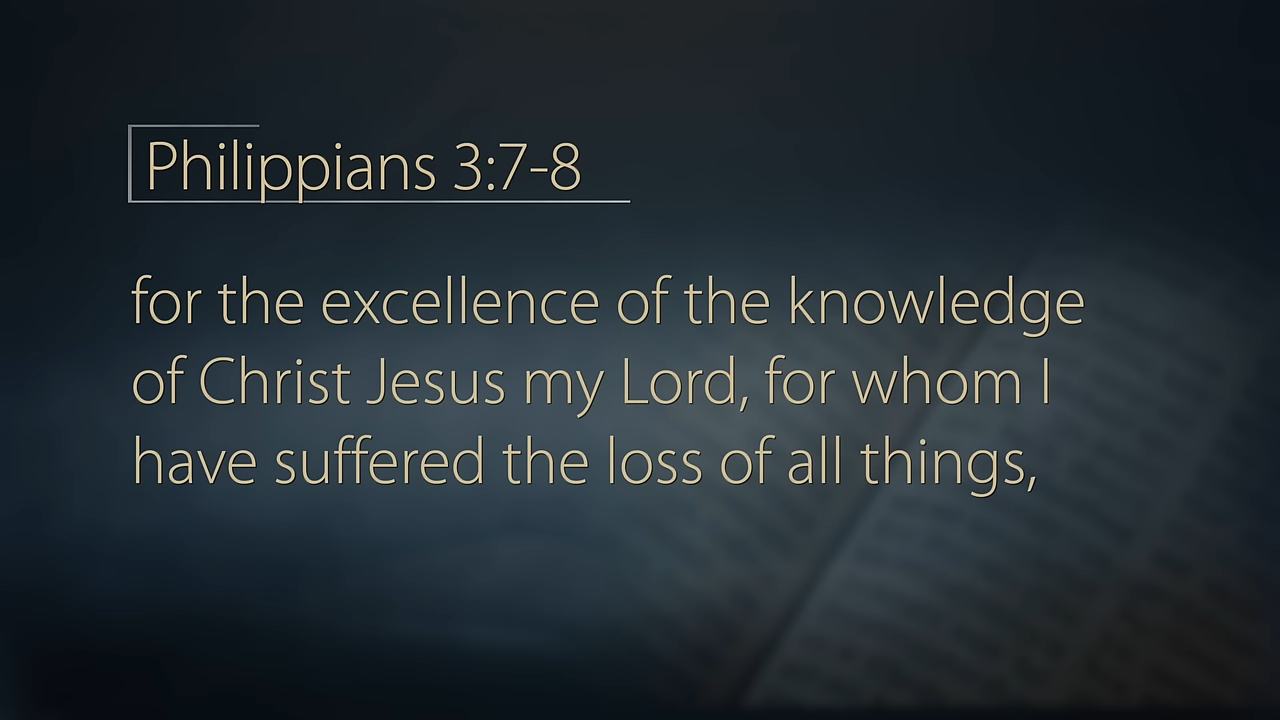 Philippians 3:7-8
for the excellence of the knowledge
of Christ Jesus my Lord, for whom I
have suffered the loss of all things,